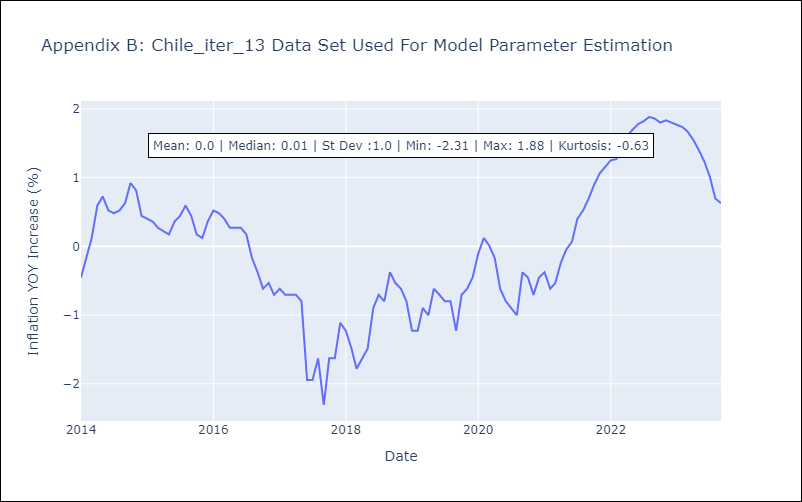 Appendix B: Chile_iter_13 Data Set Used For Model Parameter Estimation
2
Mean: 0.0 | Median: 0.01 | St Dev :1.0 | Min: -2.31 | Max: 1.88 | Kurtosis: -0.63
1
0
−1
−2
Inflation YOY Increase (%)
2014 2016 2018 2020 2022
Date